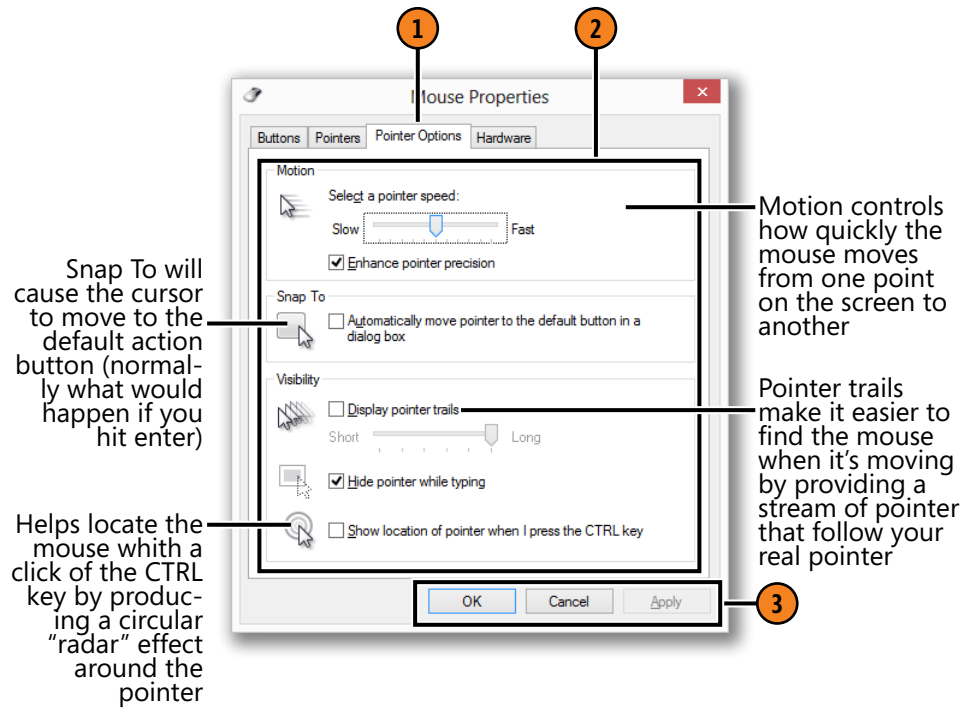 1
2
Mouse Properties
Buttons Pointers Pointer Options Hardware
Motion
Select a pointer speed:
Slow Fast
Enhance pointer precision
Snap To
Automatically move pointer to the default button in a
dialog box
Visibility
Display pointer trails
Short Long
Hide pointer while typing
Show location of pointer when I press the CTRL key
OK Cancel Apply
3
Snap To will
cause the cursor
to move to the
default action
button (normal-
ly what would
happen if you
hit enter)
Helps locate the
mouse whith a
click of the CTRL
key by produc-
ing a circular
“radar” effect
around the
pointer
Motion controls
how quickly the
mouse moves
from one point
on the screen to
another
Pointer trails
make it easier to
find the mouse
when it's moving
by providing a
stream of pointer
that follow your
real pointer